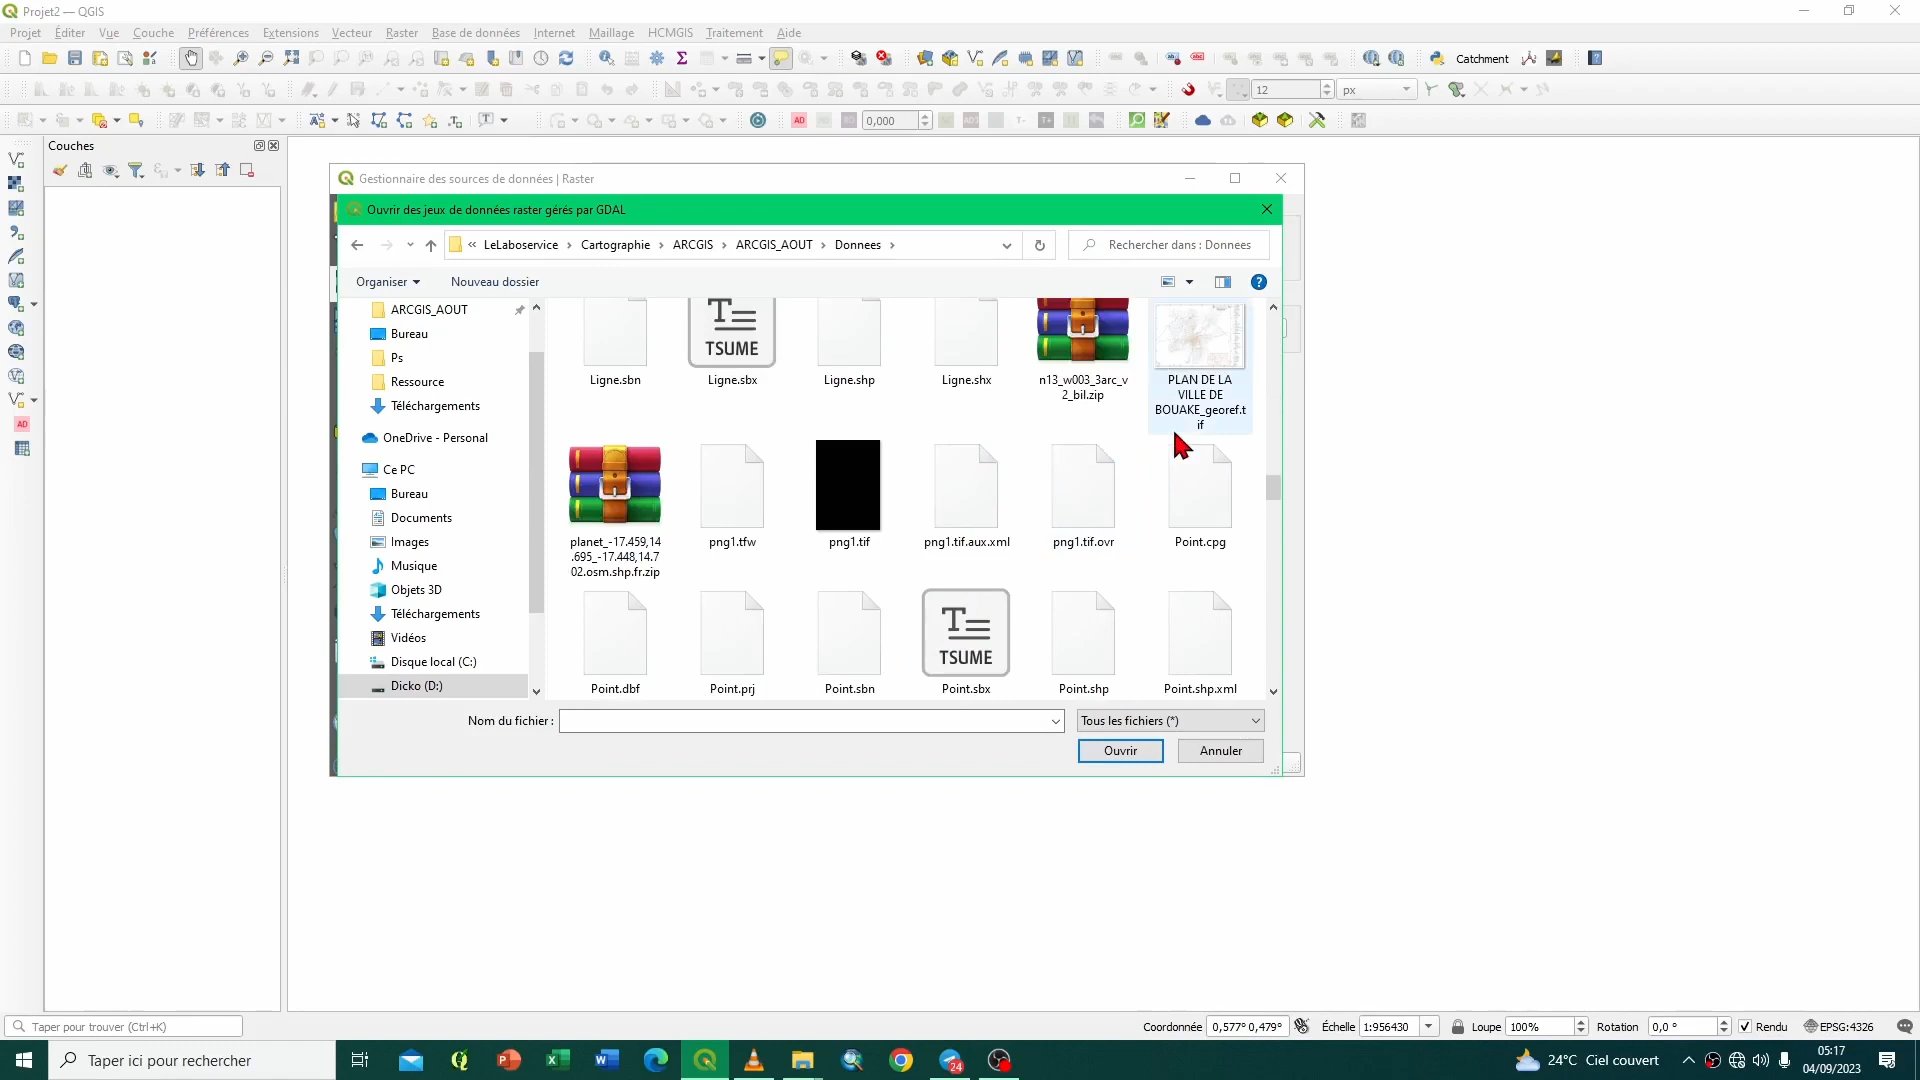 Projet2 — QGIS
Projet Éditer Vue Couche Préférences Extensions Vecteur Raster Base de données Internet Maillage HCMGIS Traitement Aide
Catchment
12 px
AD 0,000
Couches
Gestionnaire des sources de données | Raster
Ouvrir des jeux de données raster gérés par GDAL
« LeLaboservice › Cartographie › ARCGIS › ARCGIS_AOUT › Donnees ›
Rechercher dans : Donnees
Organiser Nouveau dossier
ARCGIS_AOUT
Bureau
Ps
Ressource
Téléchargements
OneDrive - Personal
Ce PC
Bureau
Documents
Images
Musique
Objets 3D
Téléchargements
Vidéos
Disque local (C:)
Dicko (D:)
TSUME
Ligne.sbn Ligne.sbx Ligne.shp Ligne.shx n13_w003_3arc_v
2_bil.zip
PLAN DE LA
VILLE DE
BOUAKE_georef.t
if
planet_-17.459,14
.695_-17.448,14.7
02.osm.shp.fr.zip
png1.tfw png1.tif png1.tif.aux.xml png1.tif.ovr Point.cpg
TSUME
Point.dbf Point.prj Point.sbn Point.sbx Point.shp Point.shp.xml
Nom du fichier :
Tous les fichiers (*)
Ouvrir Annuler
AD
Taper pour trouver (Ctrl+K)
Coordonnée 0,577° 0,479° Échelle 1:956430 Loupe 100% Rotation 0,0 ° Rendu EPSG:4326
Taper ici pour rechercher
24
24°C Ciel couvert
05:17
04/09/2023